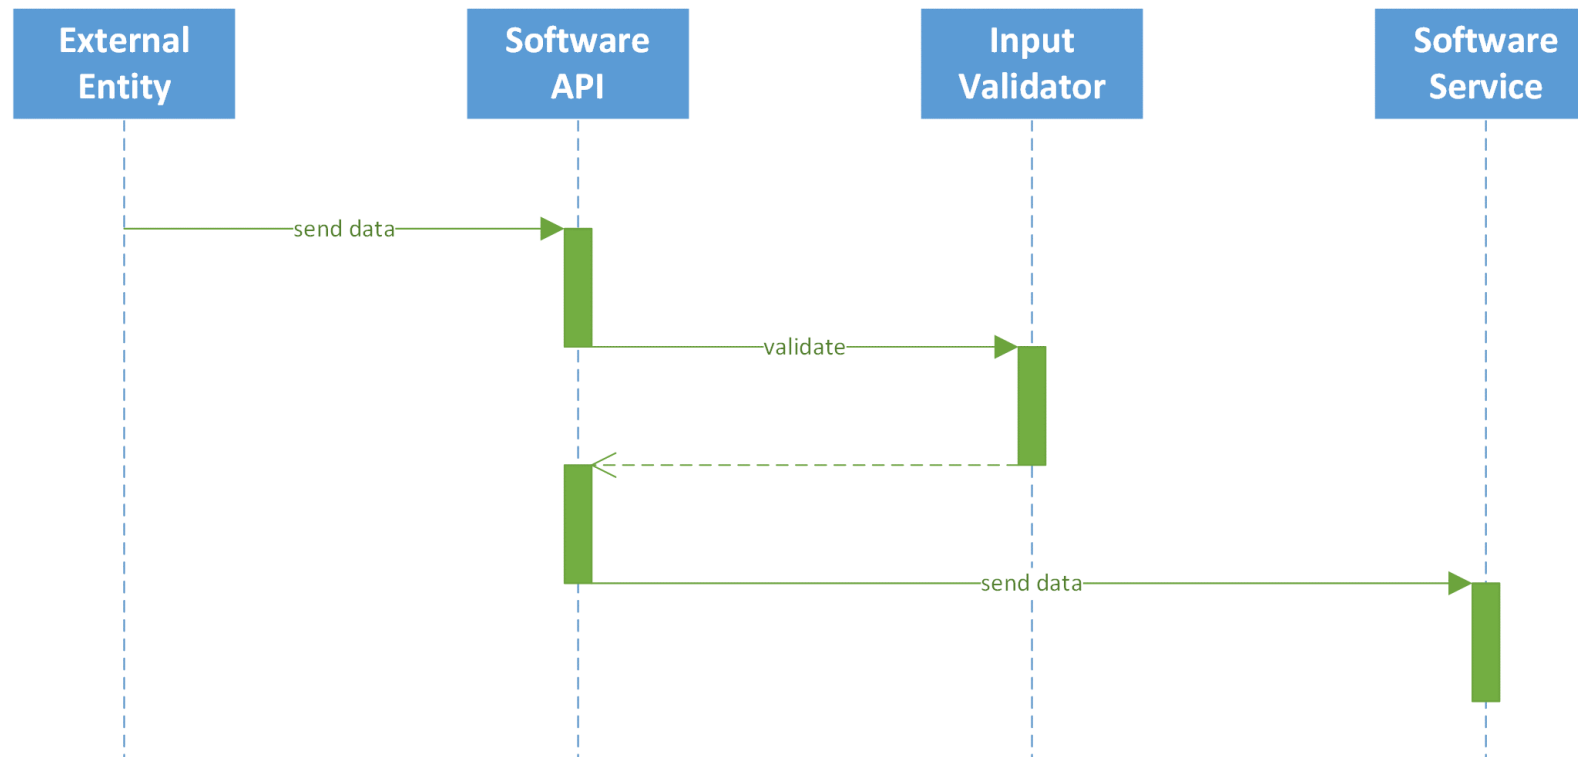 External
Entity
Software
API
Input
Validator
Software
Service
send data
validate
send data